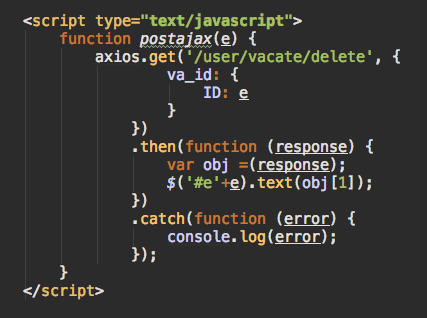 <script type="text/javascript">
    function postajax(e) {
        axios.get('/user/vacate/delete', {
                va_id: {
                    ID: e
                }
            })
            .then(function (response) {
                var obj =(response);
                $('#e'+e).text(obj[1]);
            })
            .catch(function (error) {
                console.log(error);
            });
    }
</script>